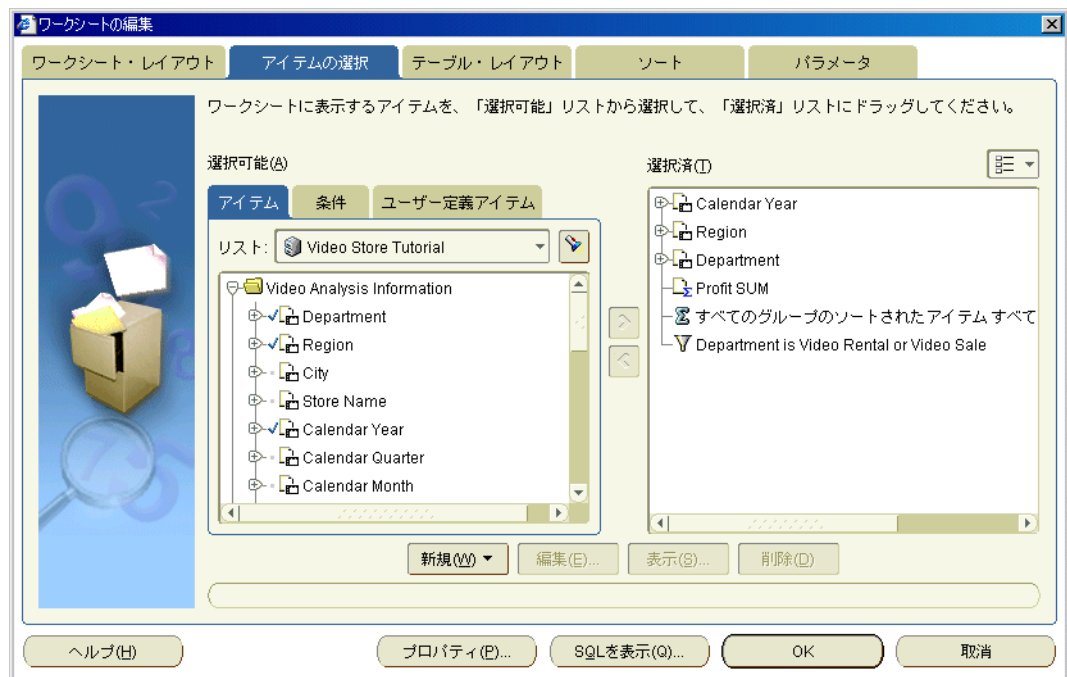 ワークシートの編集
ワークシート・レイアウト アイテムの選択 テーブル・レイアウト ソート パラメータ
ワークシートに表示するアイテムを、「選択可能」リストから選択して、「選択済」リストにドラッグしてください。
選択可能(A)
アイテム 条件 ユーザー定義アイテム
リスト: Video Store Tutorial
Video Analysis Information
Department
Region
City
Store Name
Calendar Year
Calendar Quarter
Calendar Month
選択済(T)
Calendar Year
Region
Department
Profit SUM
すべてのグループのソートされたアイテム すべて
Department is Video Rental or Video Sale
新規(W) 編集(E)... 表示(S)... 削除(D)
ヘルプ(H) プロパティ(P)... SQLを表示(Q)... OK 取消